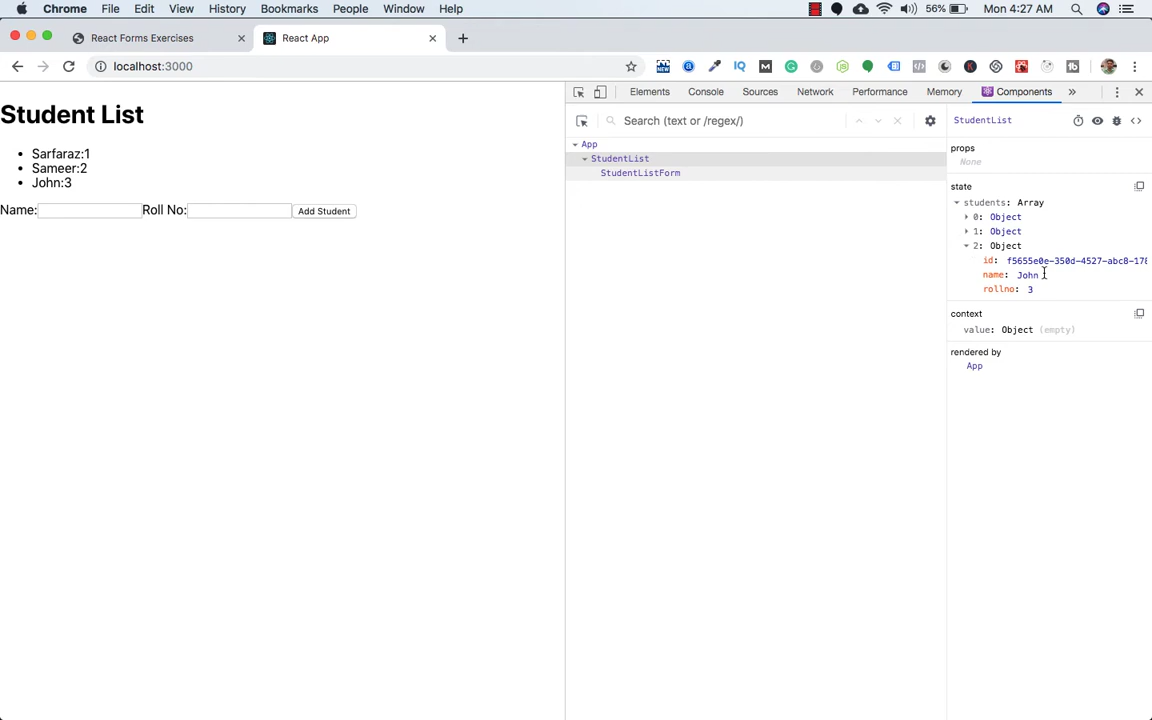 Chrome File Edit View History Bookmarks People Window Help 56% Mon 4:27 AM
React Forms Exercises React App
localhost:3000
NEW IQ M K 1b
Elements Console Sources Network Performance Memory Components
Search (text or /regex/) StudentList
Student List
App props
StudentList None
StudentListForm
Sarfaraz:1
Sameer:2
John:3
state
students: Array
0: Object
1: Object
2: Object
id: f5655e0e-350d-4527-abc8-178
name: John
rollno: 3
Name: Roll No: Add Student
context
value: Object (empty)
rendered by
App